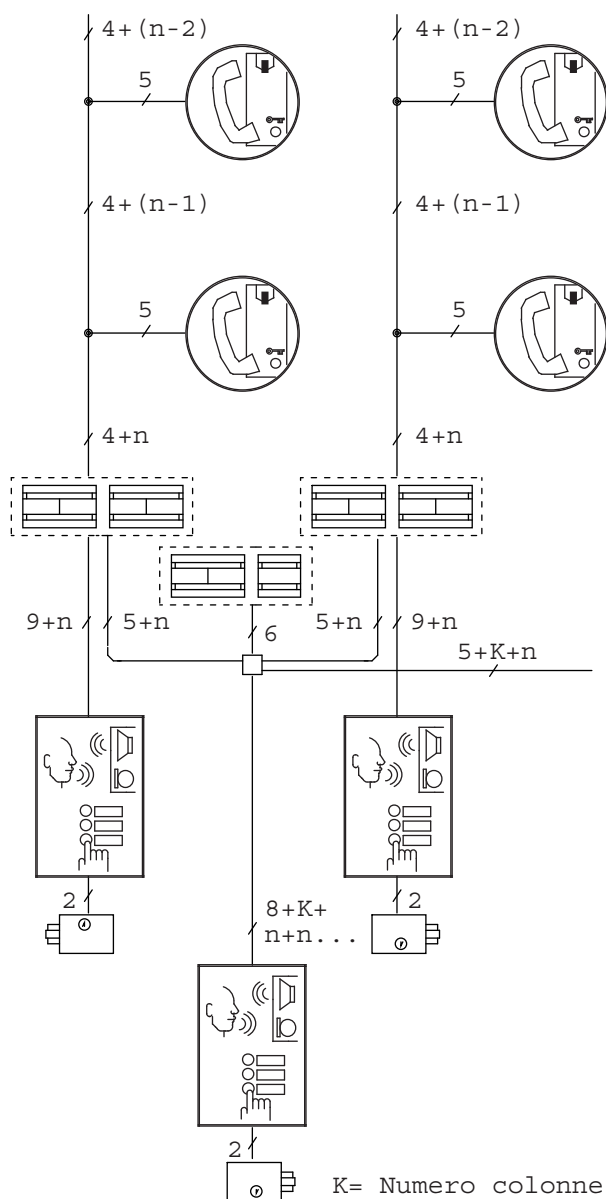 4+(n-2) 4+(n-2)
5 5
4+(n-1) 4+(n-1)
5 5
4+n 4+n
9+n 5+n 6 5+n 9+n
5+K+n
2 2
8+K+
n+n...
2
K= Numero colonne